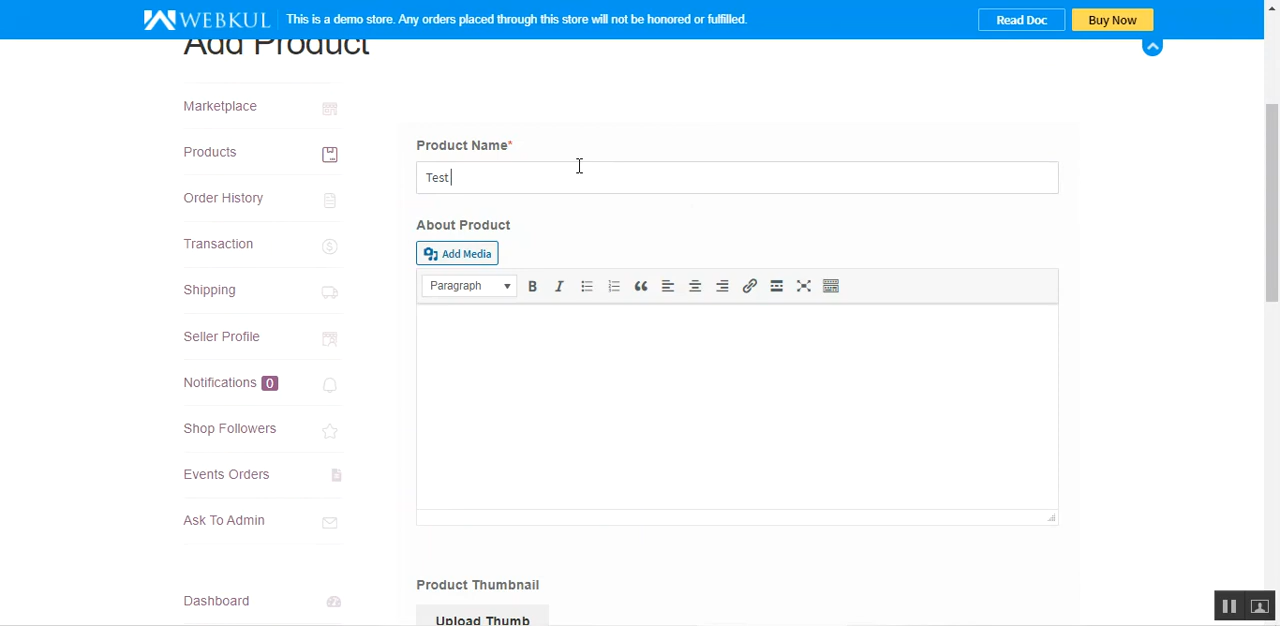 WEBKUL
This is a demo store. Any orders placed through this store will not be honored or fulfilled.
Read Doc
Buy Now
Add Product
Marketplace
Products
Order History
Transaction
Shipping
Seller Profile
Notifications 0
Shop Followers
Events Orders
Ask To Admin
Dashboard
Product Name*
Test
About Product
Add Media
Paragraph
B I
Product Thumbnail
Upload Thumb